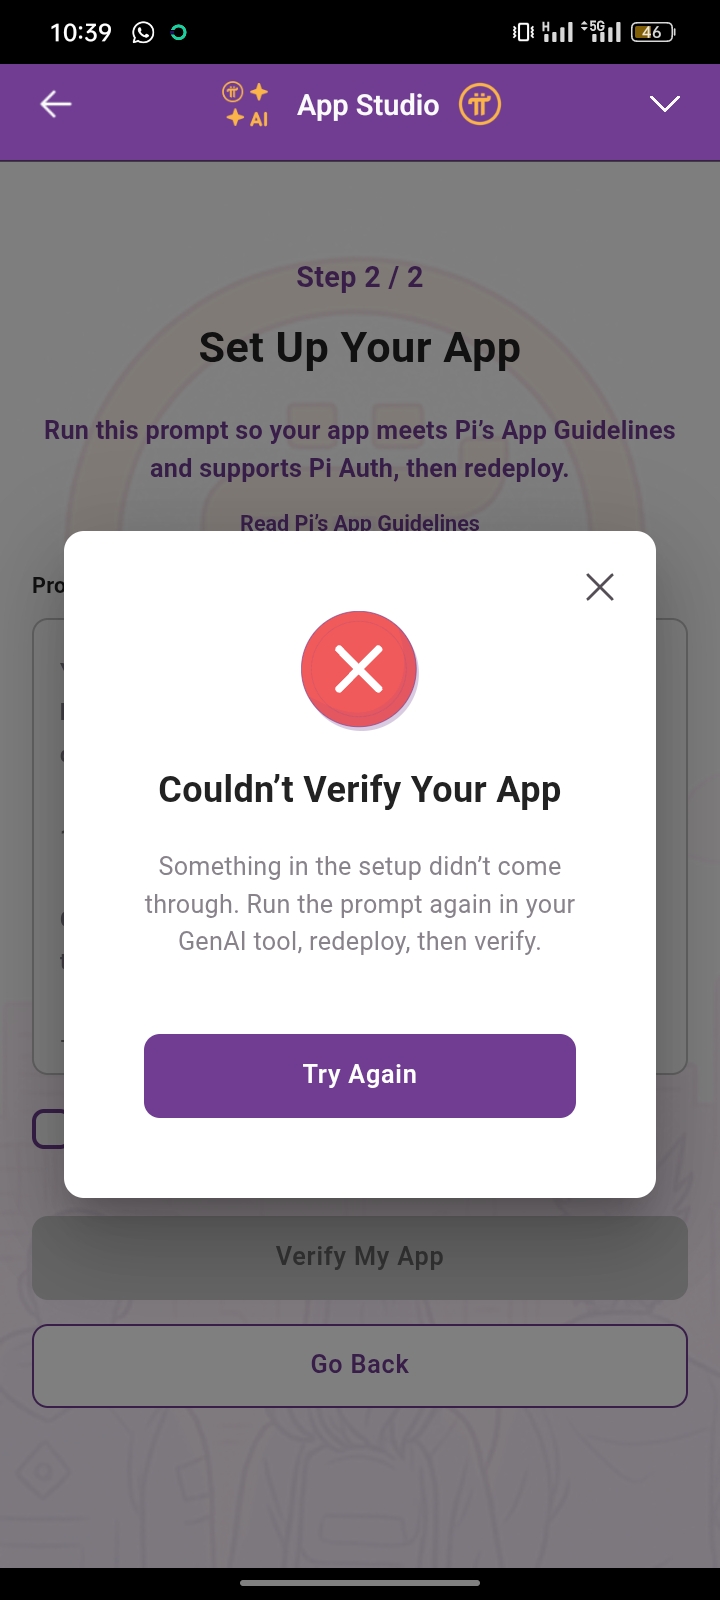 10:39
H
5G
46
AI
App Studio
Step 2 / 2
Set Up Your App
Run this prompt so your app meets Pi’s App Guidelines
and supports Pi Auth, then redeploy.
Read Pi’s App Guidelines
Couldn’t Verify Your App
Something in the setup didn’t come
through. Run the prompt again in your
GenAI tool, redeploy, then verify.
Try Again
Verify My App
Go Back